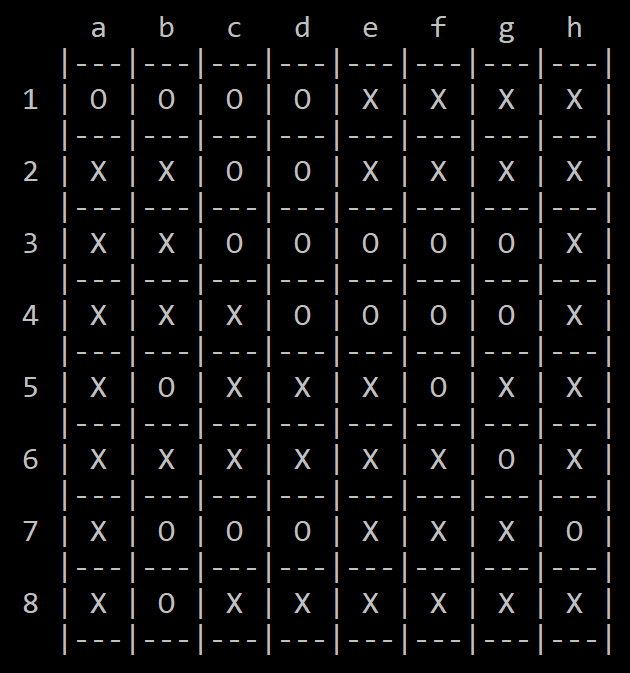 a b c d e f g h
|---|---|---|---|---|---|---|---|
1 | O | O | O | O | X | X | X | X |
|---|---|---|---|---|---|---|---|
2 | X | X | O | O | X | X | X | X |
|---|---|---|---|---|---|---|---|
3 | X | X | O | O | O | O | O | X |
|---|---|---|---|---|---|---|---|
4 | X | X | X | O | O | O | O | X |
|---|---|---|---|---|---|---|---|
5 | X | O | X | X | X | O | X | X |
|---|---|---|---|---|---|---|---|
6 | X | X | X | X | X | X | O | X |
|---|---|---|---|---|---|---|---|
7 | X | O | O | O | X | X | X | O |
|---|---|---|---|---|---|---|---|
8 | X | O | X | X | X | X | X | X |
|---|---|---|---|---|---|---|---|